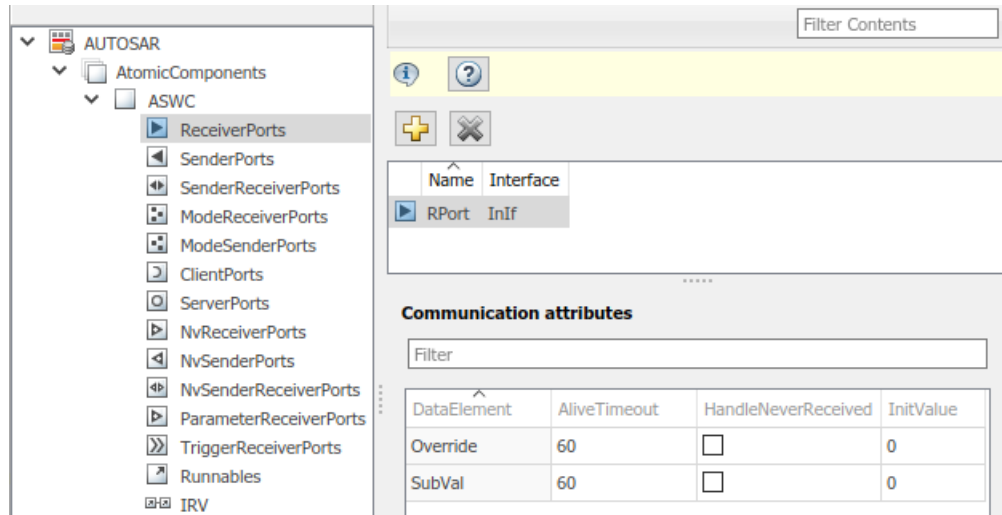 Filter Contents
AUTOSAR
AtomicComponents
ASWC
ReceiverPorts
SenderPorts
SenderReceiverPorts
ModeReceiverPorts
ModeSenderPorts
ClientPorts
ServerPorts
NvReceiverPorts
NvSenderPorts
NvSenderReceiverPorts
ParameterReceiverPorts
TriggerReceiverPorts
Runnables
IRV
Name Interface
RPort InIf
Communication attributes
Filter
DataElement AliveTimeout HandleNeverReceived InitValue
Override 60 0
SubVal 60 0